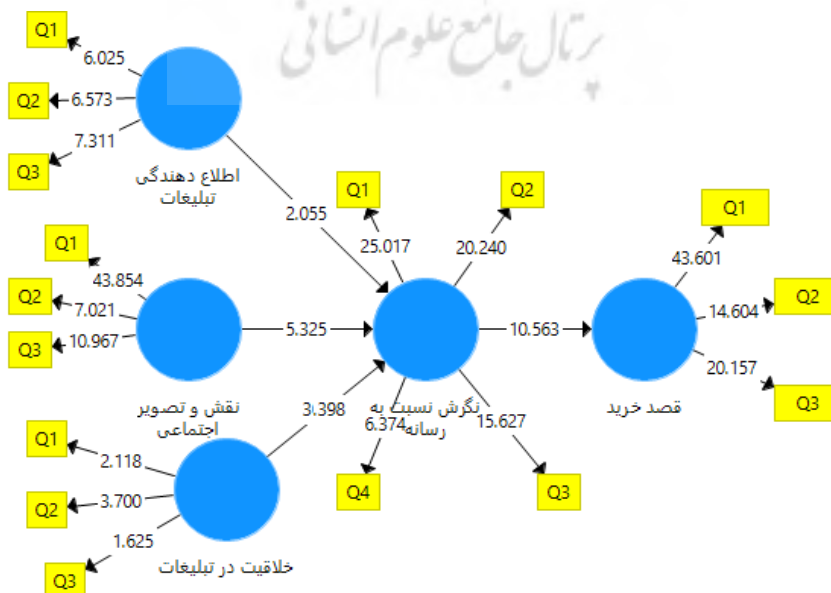 پرتال جامع علوم انسانی
Q1
6.025
Q2
6.573
Q3
7.311
اطلاع دهندگی
تبلیغات
2.055
Q1
25.017
Q2
20.240
Q1
43.601
Q1
43.854
Q2
7.021
Q3
10.967
5.325
10.563
Q2
14.604
20.157
Q3
نقش و تصویر
اجتماعی
3.398
نگرش نسبت به
رسانه
6.374
15.627
قصد خرید
Q1
2.118
Q2
3.700
Q4
Q3
1.625
Q3
خلاقیت در تبلیغات